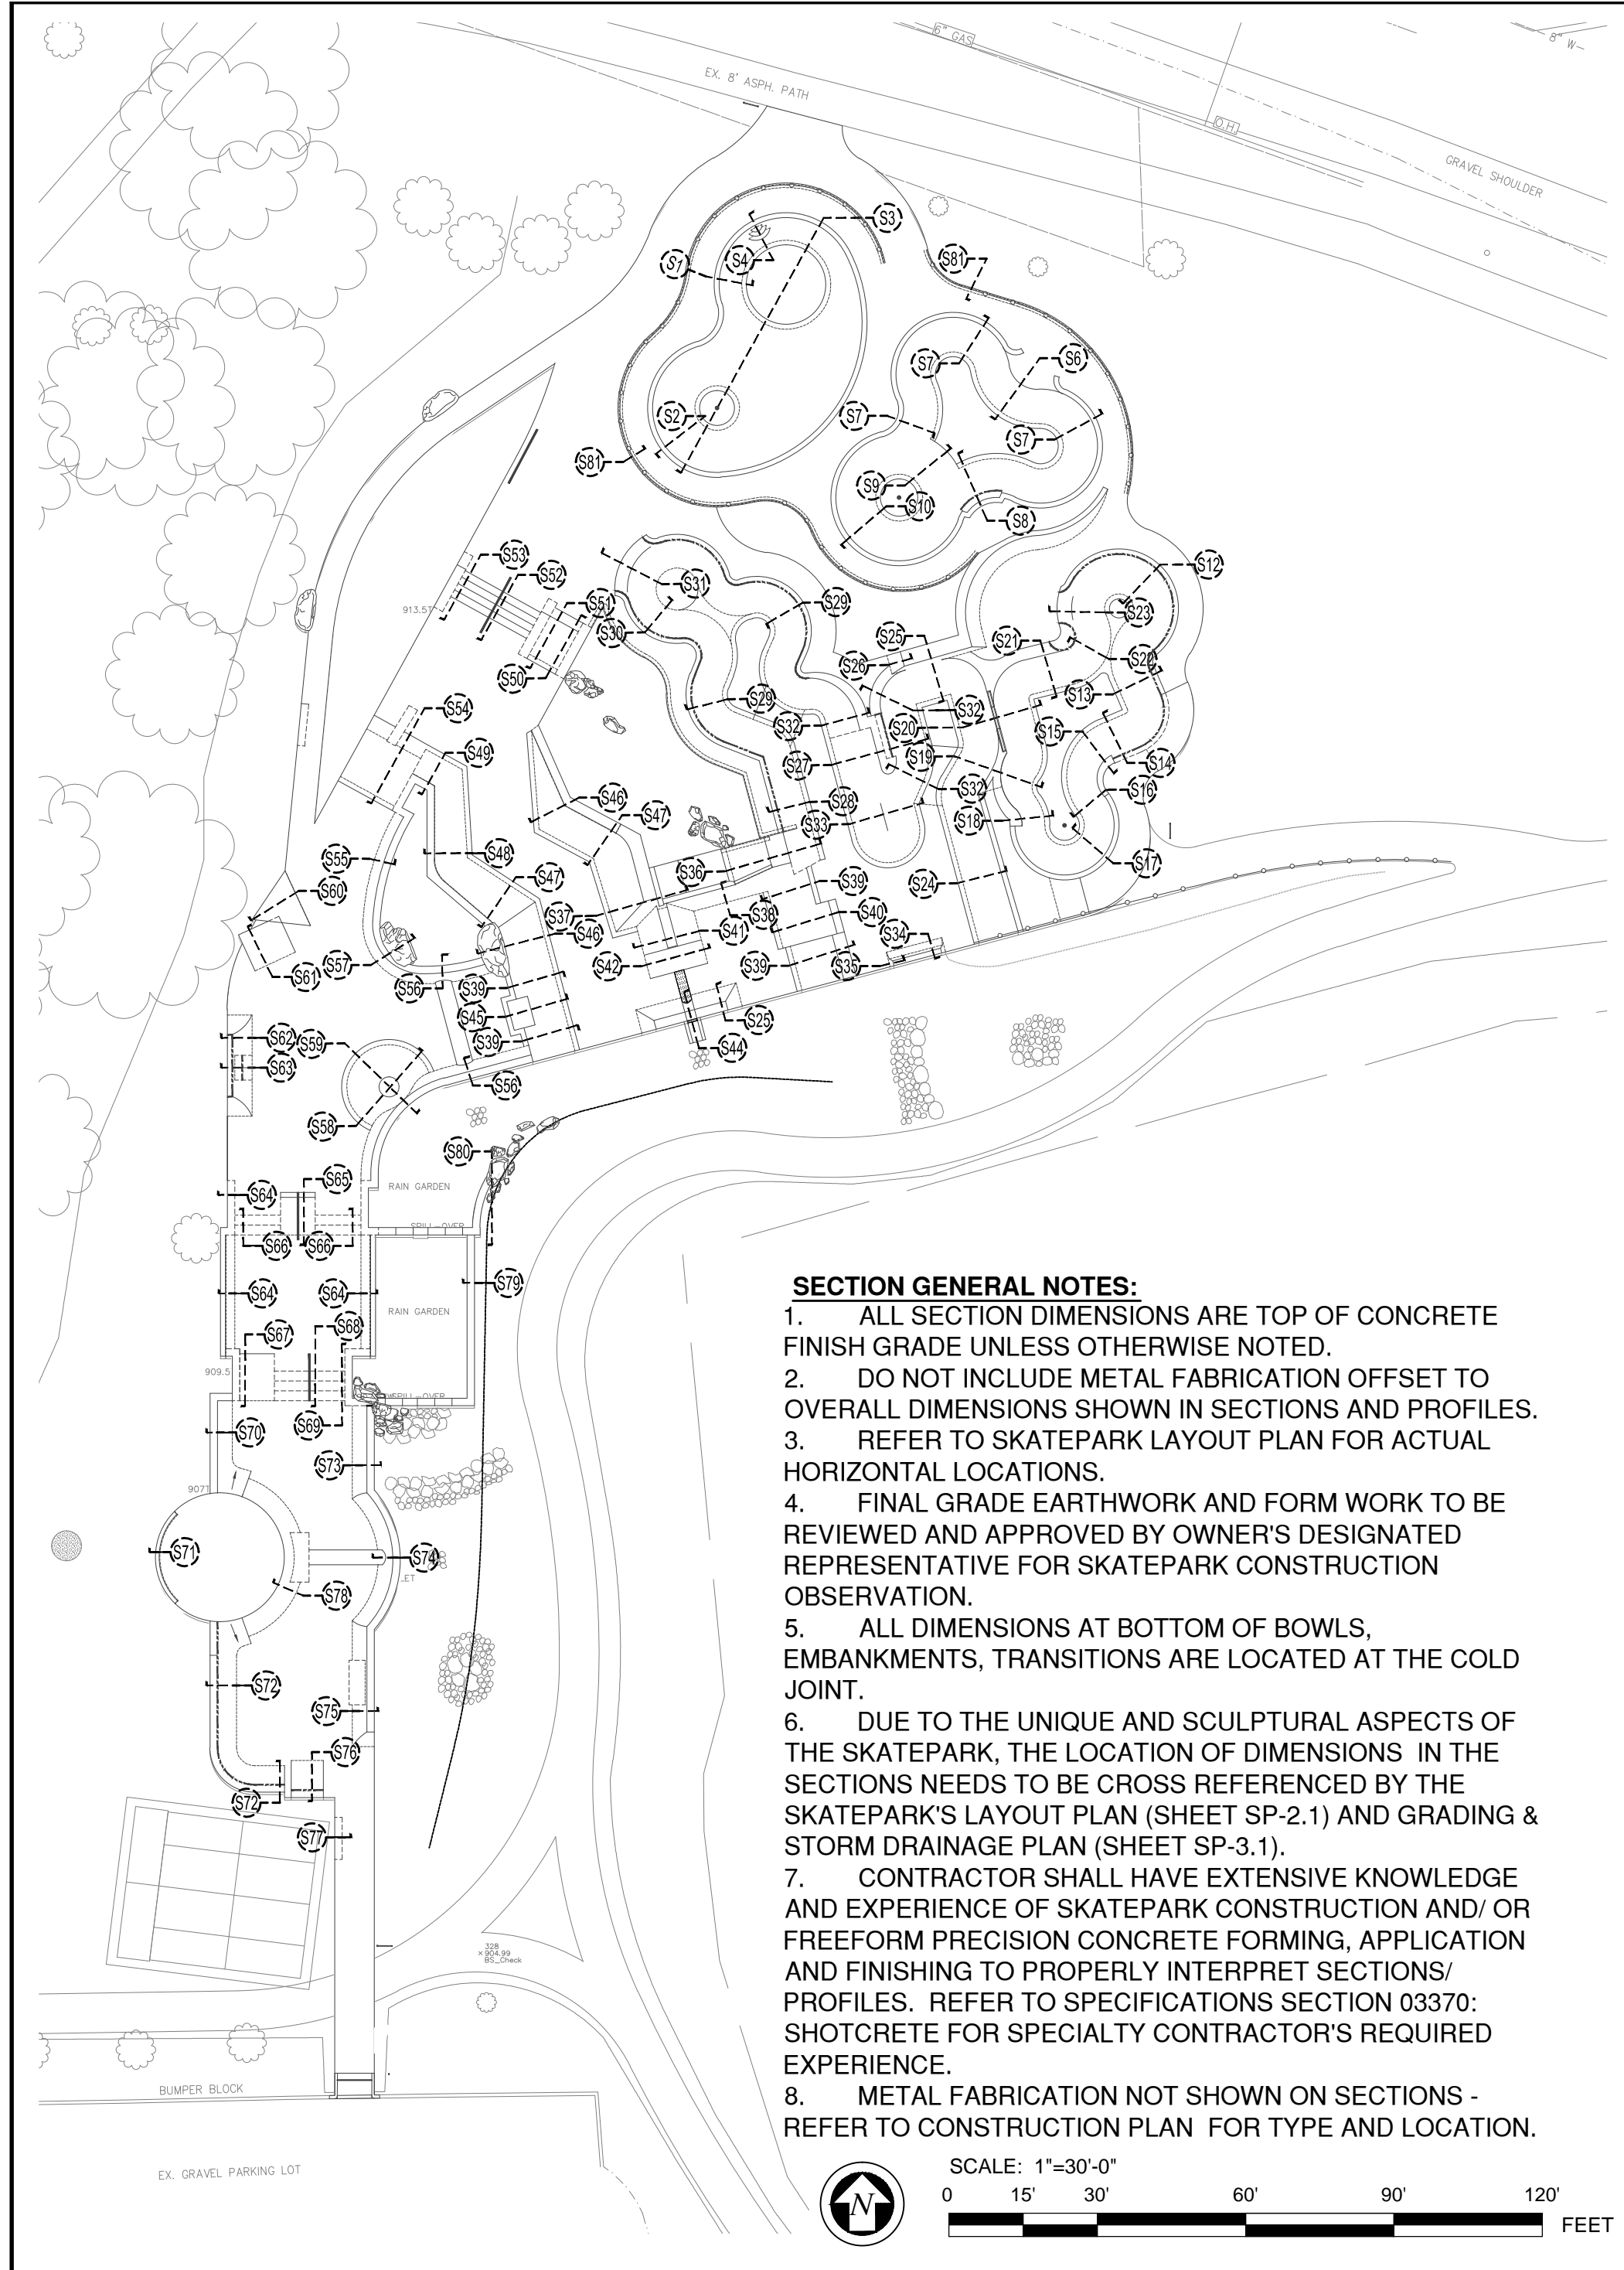 6" GAS
8" W
EX. 8' ASPH. PATH
O.H.
GRAVEL SHOULDER
S3
S1
S4
S81
S7
S6
S2
S7
S7
S81
S9
S10
S8
S53
S52
S12
913.5T
S31
S51
S29
S23
S30
S25
S21
S26
S22
S50
S13
S54
S29
S32
S32
S20
S15
S49
S27
S19
S14
S46
S32
S16
S47
S28
S33
S18
S55
S48
S17
S60
S47
S36
S39
S24
S37
S38
S40
S46
S41
S34
S61
S57
S42
S39
S35
S56
S39
S45
S25
S62
S59
S39
S44
S63
S56
S58
S80
S65
RAIN GARDEN
S64
SPILL-OVER
S66
S66
S79
S64
S64
RAIN GARDEN
S67
S68
909.5
SPILL-OVER
S70
S69
S73
907T
S71
S74
S78
S72
S75
S76
S72
S77
328
904.99
BS_Check
BUMPER BLOCK
EX. GRAVEL PARKING LOT
SECTION GENERAL NOTES:
1. ALL SECTION DIMENSIONS ARE TOP OF CONCRETE
FINISH GRADE UNLESS OTHERWISE NOTED.
2. DO NOT INCLUDE METAL FABRICATION OFFSET TO
OVERALL DIMENSIONS SHOWN IN SECTIONS AND PROFILES.
3. REFER TO SKATEPARK LAYOUT PLAN FOR ACTUAL
HORIZONTAL LOCATIONS.
4. FINAL GRADE EARTHWORK AND FORM WORK TO BE
REVIEWED AND APPROVED BY OWNER'S DESIGNATED
REPRESENTATIVE FOR SKATEPARK CONSTRUCTION
OBSERVATION.
5. ALL DIMENSIONS AT BOTTOM OF BOWLS,
EMBANKMENTS, TRANSITIONS ARE LOCATED AT THE COLD
JOINT.
6. DUE TO THE UNIQUE AND SCULPTURAL ASPECTS OF
THE SKATEPARK, THE LOCATION OF DIMENSIONS IN THE
SECTIONS NEEDS TO BE CROSS REFERENCED BY THE
SKATEPARK'S LAYOUT PLAN (SHEET SP-2.1) AND GRADING &
STORM DRAINAGE PLAN (SHEET SP-3.1).
7. CONTRACTOR SHALL HAVE EXTENSIVE KNOWLEDGE
AND EXPERIENCE OF SKATEPARK CONSTRUCTION AND/ OR
FREEFORM PRECISION CONCRETE FORMING, APPLICATION
AND FINISHING TO PROPERLY INTERPRET SECTIONS/
PROFILES. REFER TO SPECIFICATIONS SECTION 03370:
SHOTCRETE FOR SPECIALTY CONTRACTOR'S REQUIRED
EXPERIENCE.
8. METAL FABRICATION NOT SHOWN ON SECTIONS -
REFER TO CONSTRUCTION PLAN FOR TYPE AND LOCATION.
N
SCALE: 1"=30'-0"
0 15' 30' 60' 90' 120'
FEET